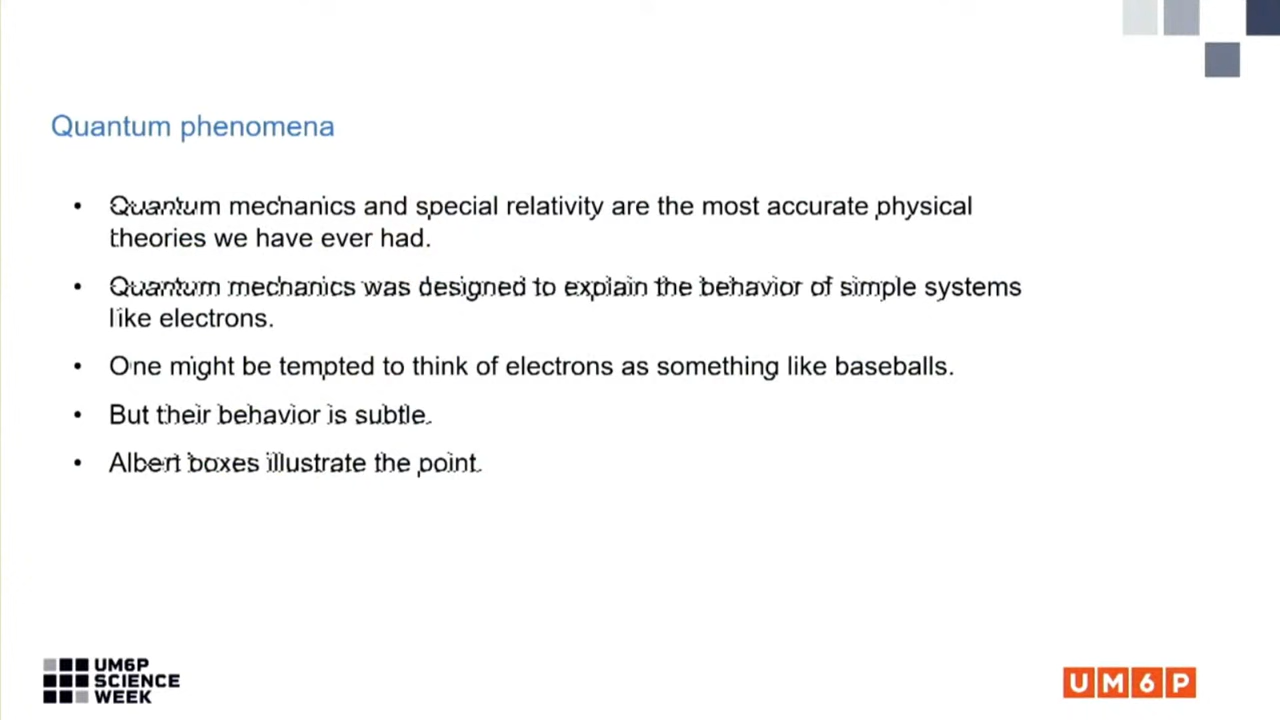 Quantum phenomena
• Quantum mechanics and special relativity are the most accurate physical
theories we have ever had.
• Quantum mechanics was designed to explain the behavior of simple systems
like electrons.
• One might be tempted to think of electrons as something like baseballs.
• But their behavior is subtle.
• Albert boxes illustrate the point.
UM6P
SCIENCE
WEEK
UM6P